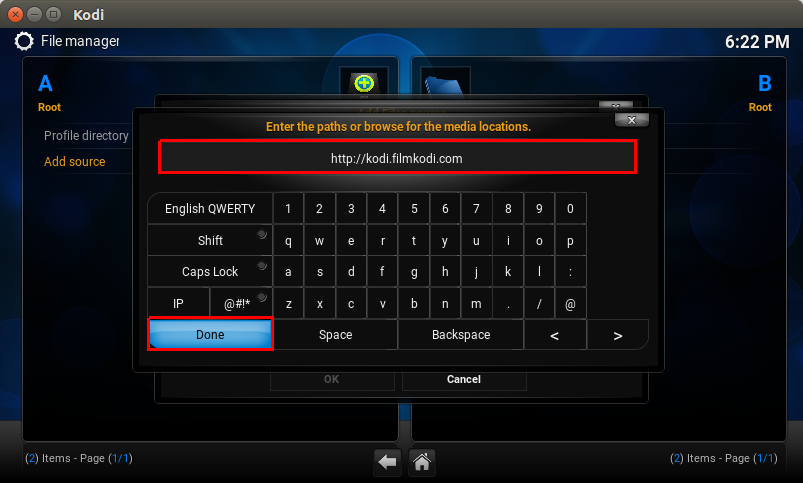 Kodi
File manager
6:22 PM
A
B
Root
Root
Profile directory
Add source
Enter the paths or browse for the media locations.
http://kodi.filmkodi.com
English QWERTY 1 2 3 4 5 6 7 8 9 0
Shift q w e r t y u i o p
Caps Lock a s d f g h j k l :
IP @#!* z x c v b n m . / @
Done Space Backspace < >
OK Cancel
(2) Items - Page (1/1)
(2) Items - Page (1/1)